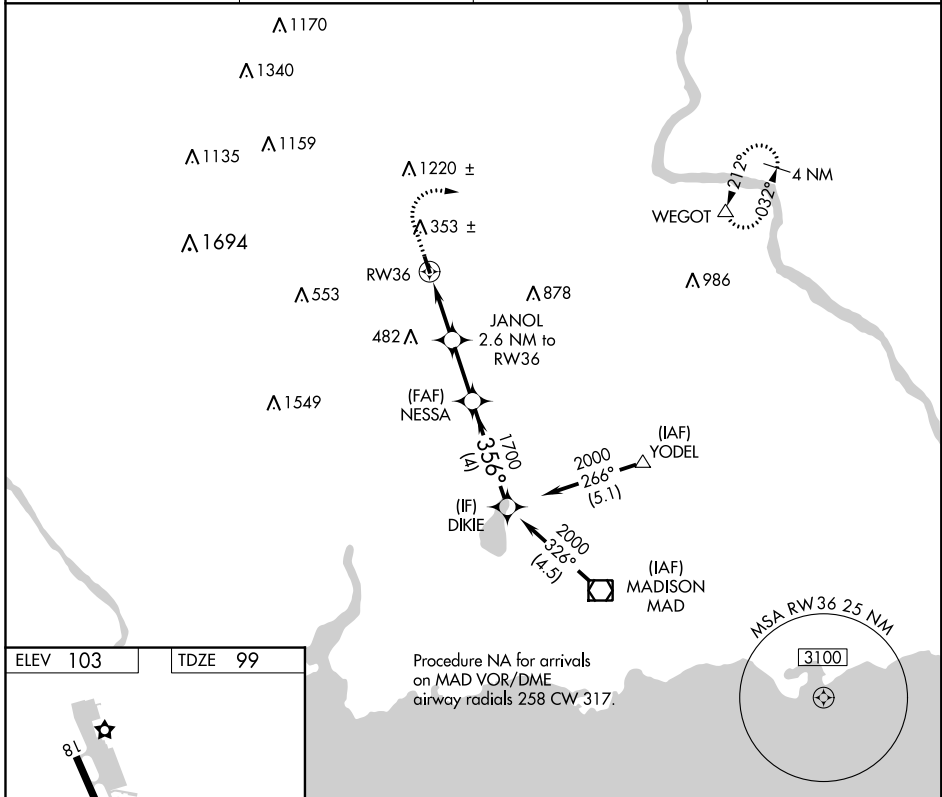 1170
1340
1135
1159
1220 ±
212°
032°
4 NM
WEGOT
353 ±
1694
RW36
553
878
986
JANOL
2.6 NM to
RW36
482
(FAF)
NESSA
1549
1700
356°
(4)
(IAF)
YODEL
2000
266°
(5.1)
(IF)
DIKIE
2000
326°
(4.5)
(IAF)
MADISON
MAD
MSA RW36 25 NM
3100
Procedure NA for arrivals
on MAD VOR/DME
airway radials 258 CW 317.
ELEV 103
TDZE 99
18